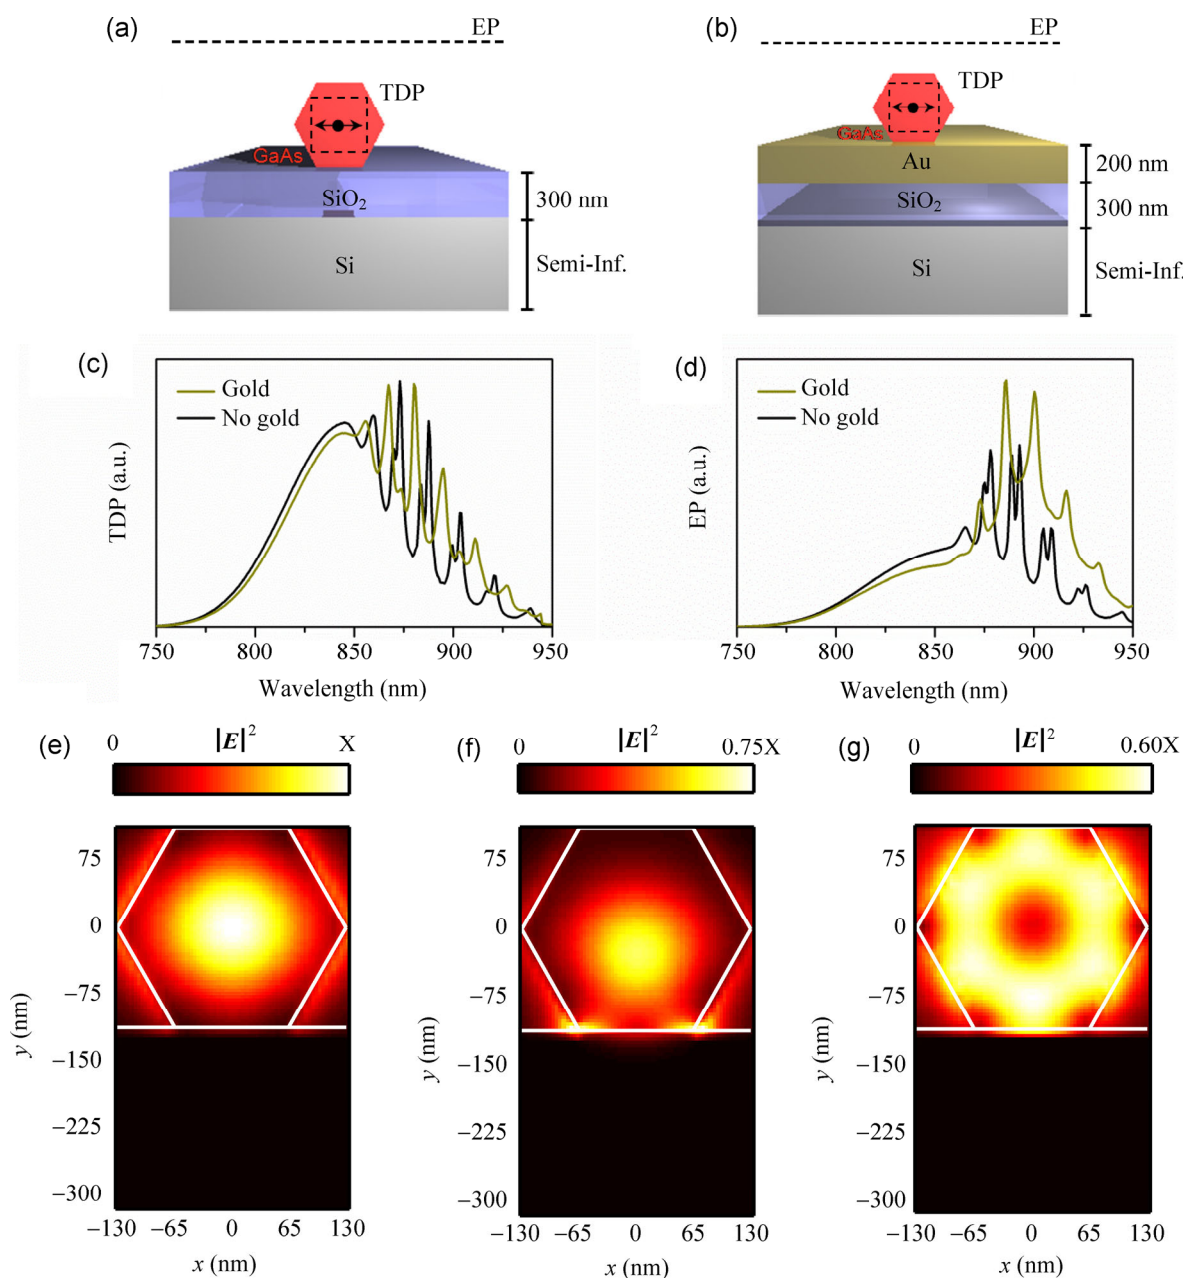 (a)
EP
TDP
GaAs
SiO2
300 nm
Si
Semi-Inf.
(b)
EP
TDP
GaAs
Au
200 nm
SiO2
300 nm
Si
Semi-Inf.
(c)
Gold
No gold
TDP (a.u.)
750 800 850 900 950
Wavelength (nm)
(d)
Gold
No gold
EP (a.u.)
750 800 850 900 950
Wavelength (nm)
(e)
0 |E|² X
75
0
−75
−150
−225
−300
y (nm)
−130 −65 0 65 130
x (nm)
(f)
0 |E|² 0.75X
75
0
−75
−150
−225
−300
y (nm)
−130 −65 0 65 130
x (nm)
(g)
0 |E|² 0.60X
75
0
−75
−150
−225
−300
y (nm)
−130 −65 0 65 130
x (nm)